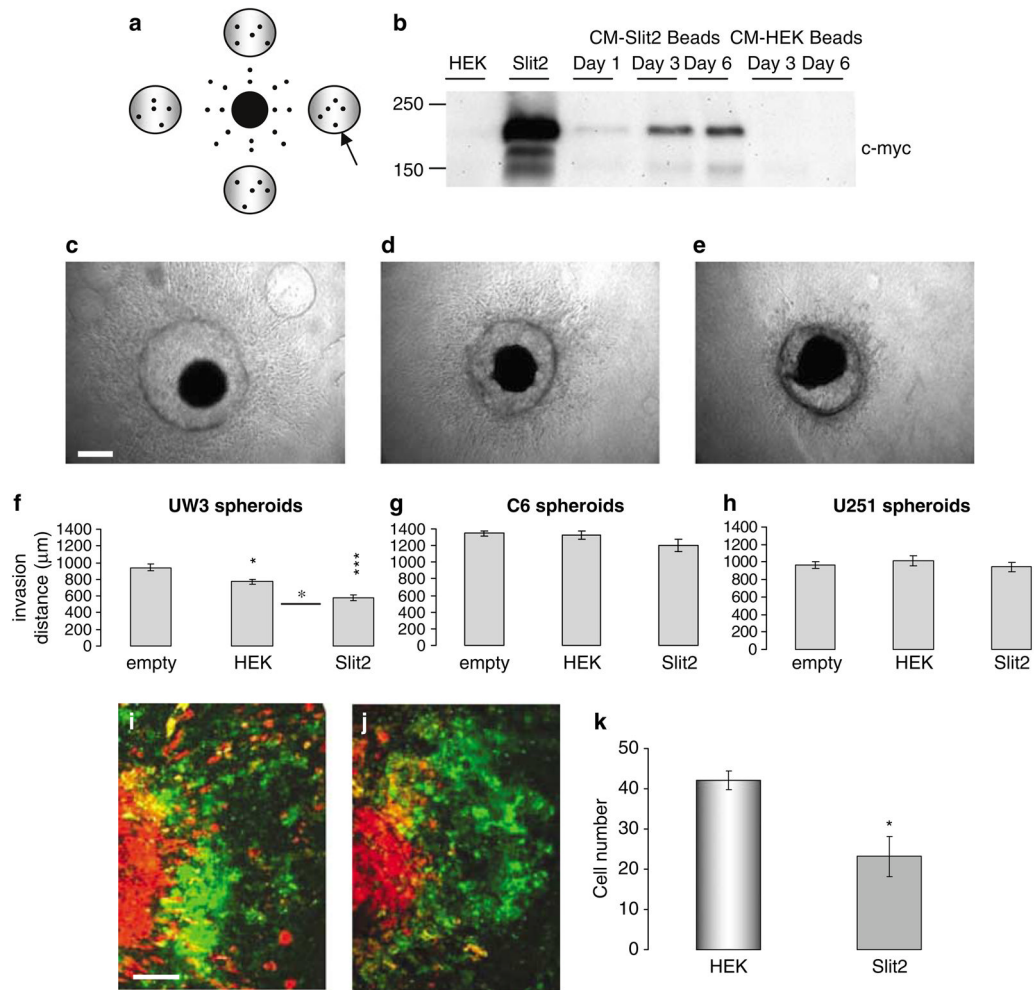 a
b
CM-Slit2 Beads CM-HEK Beads
HEK Slit2 Day 1 Day 3 Day 6 Day 3 Day 6
250
150
c-myc
c
d
e
f UW3 spheroids
invasion
distance (µm)
1400
1200
1000
800
600
400
200
0
*
*
***
empty HEK Slit2
g C6 spheroids
1400
1200
1000
800
600
400
200
0
empty HEK Slit2
h U251 spheroids
1400
1200
1000
800
600
400
200
0
empty HEK Slit2
i
j
k
Cell number
50
40
30
20
10
0
*
HEK Slit2